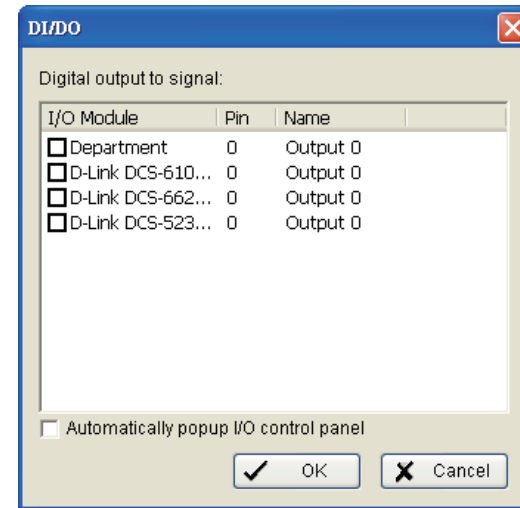 DI/DO
Digital output to signal:
I/O Module Pin Name
Department 0 Output 0
D-Link DCS-610... 0 Output 0
D-Link DCS-662... 0 Output 0
D-Link DCS-523... 0 Output 0
Automatically popup I/O control panel
OK Cancel